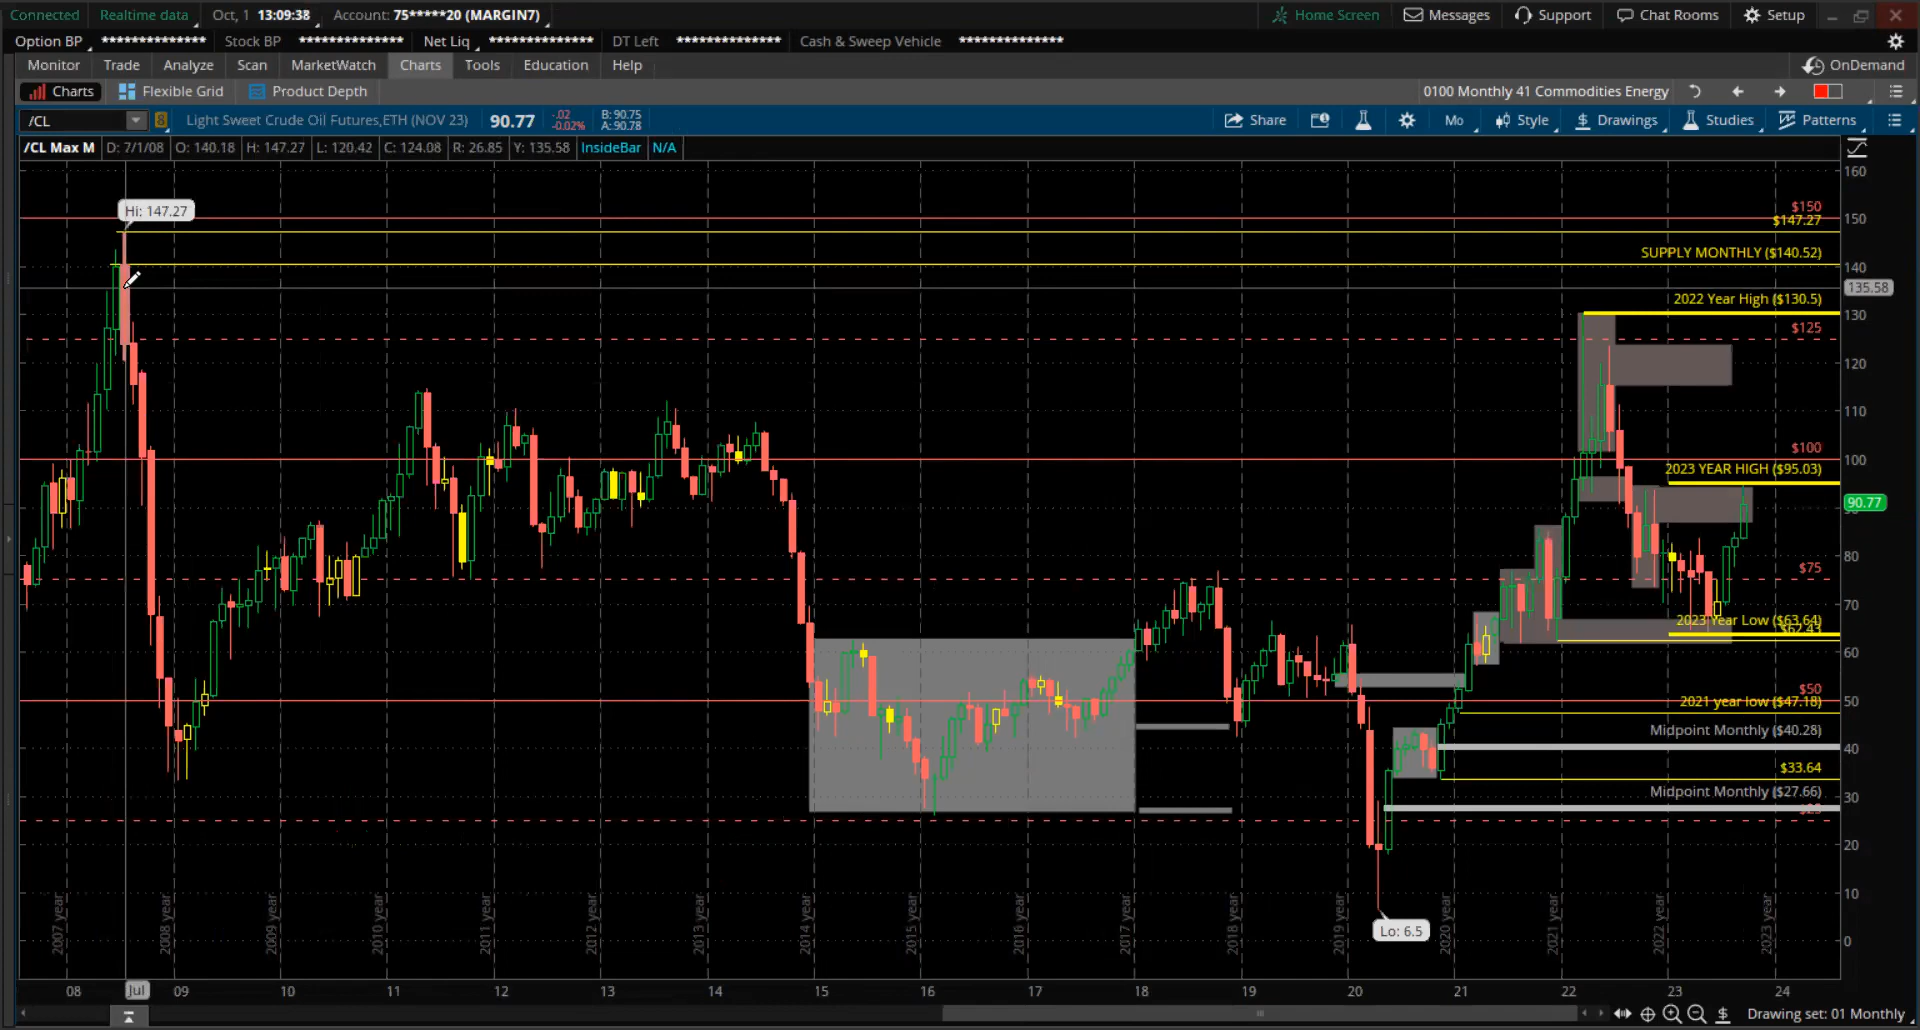 Connected Realtime data Oct, 1 13:09:38 Account: 75*****20 (MARGIN7) Home Screen Messages Support Chat Rooms Setup
Option BP ************** Stock BP ************** Net Liq ************** DT Left ************** Cash & Sweep Vehicle **************
Monitor Trade Analyze Scan MarketWatch Charts Tools Education Help OnDemand
Charts Flexible Grid Product Depth 0100 Monthly 41 Commodities Energy
/CL 8 Light Sweet Crude Oil Futures,ETH (NOV 23) 90.77 -.02 B: 90.75 Share Mo Style $ Drawings Studies Patterns
-0.02% A: 90.78
/CL Max M D: 7/1/08 O: 140.18 H: 147.27 L: 120.42 C: 124.08 R: 26.85 Y: 135.58 InsideBar N/A
160
Hi: 147.27
$150
$147.27
150
SUPPLY MONTHLY ($140.52)
140
135.58
2022 Year High ($130.5)
130
$125
120
110
$100
100
2023 YEAR HIGH ($95.03)
90.77
80
$75
70
2023 Year Low ($63.64)
$62.43
60
$50
50
2021 year low ($47.18)
Midpoint Monthly ($40.28)
40
$33.64
Midpoint Monthly ($27.66)
30
$25
20
10
Lo: 6.5
0
2007 year 2008 year 2009 year 2010 year 2011 year 2012 year 2013 year 2014 year 2015 year 2016 year 2017 year 2018 year 2019 year 2020 year 2021 year 2022 year 2023 year
08 Jul 09 10 11 12 13 14 15 16 17 18 19 20 21 22 23 24
$ Drawing set: 01 Monthly